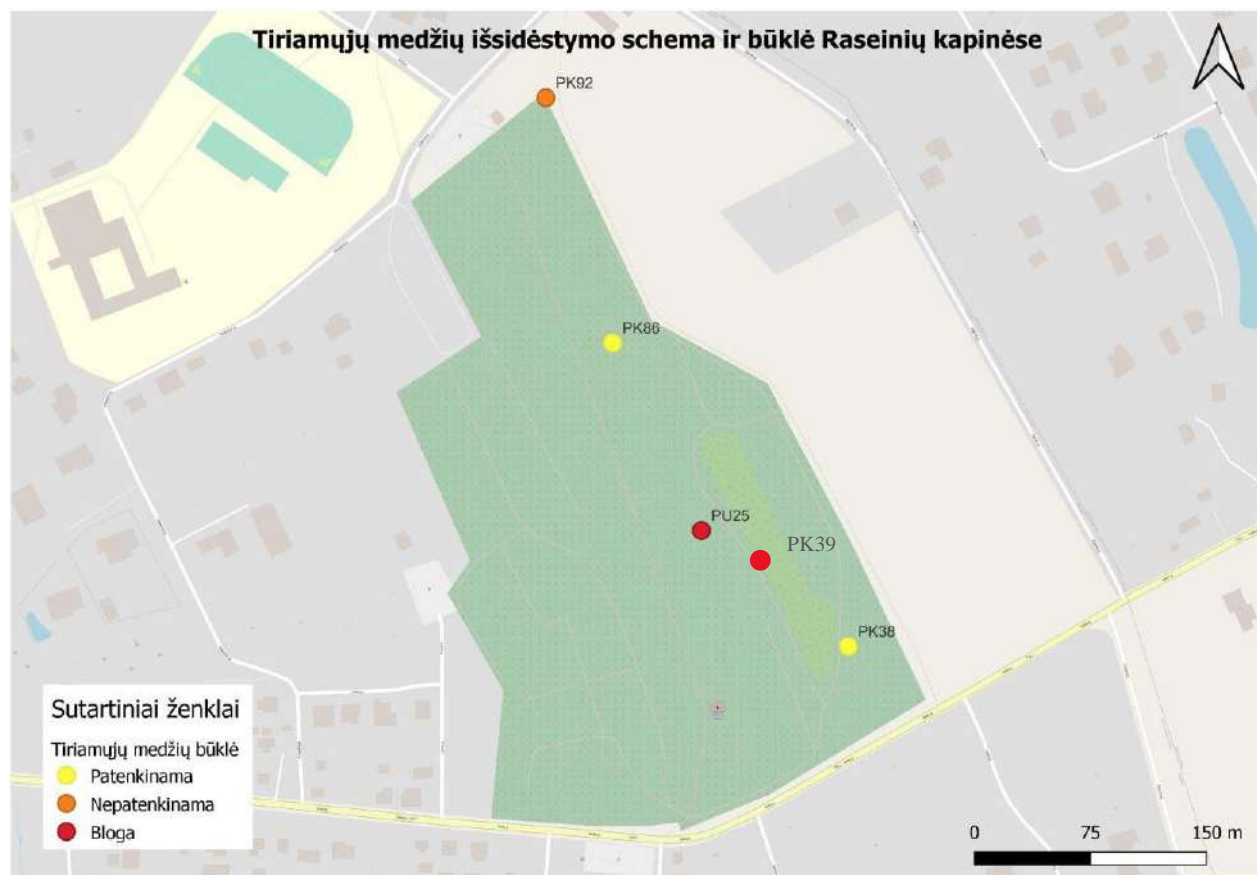 Tiriamųjų medžių išsidėstymo schema ir būklė Raseinių kapinėse
PK92
PK86
PU25
PK39
PK38
Sutartiniai ženklai
Tiriamųjų medžių būklė
Patenkinama
Nepatenkinama
Bloga
0 75 150 m